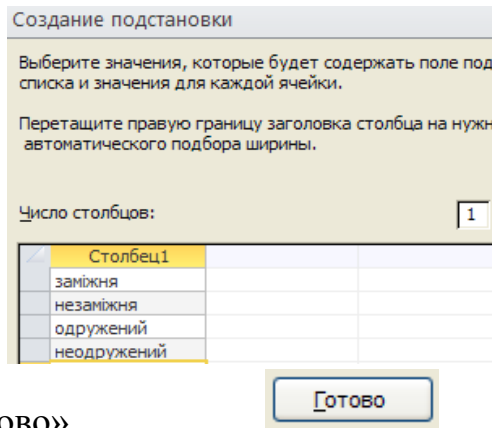 Создание подстановки
Выберите значения, которые будет содержать поле под
списка и значения для каждой ячейки.
Перетащите правую границу заголовка столбца на нужн
автоматического подбора ширины.
Число столбцов: 1
Столбец1
заміжня
незаміжня
одружений
неодружений
Готово
ово»